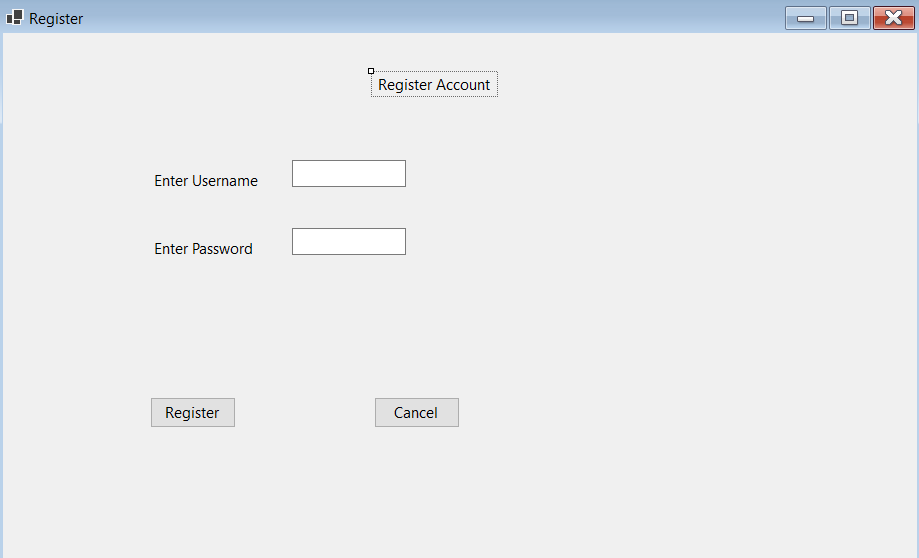 Register
Register Account
Enter Username
Enter Password
Register
Cancel